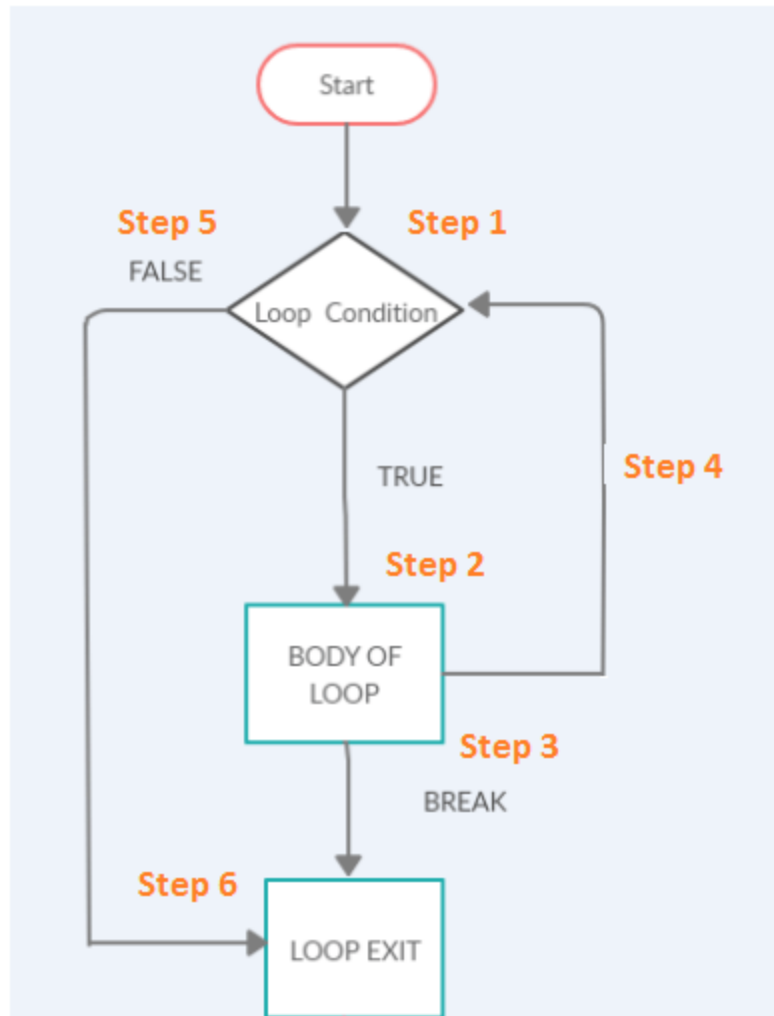 Start
Step 5
Step 1
FALSE
Loop Condition
Step 4
TRUE
Step 2
BODY OF
LOOP
Step 3
BREAK
Step 6
LOOP EXIT